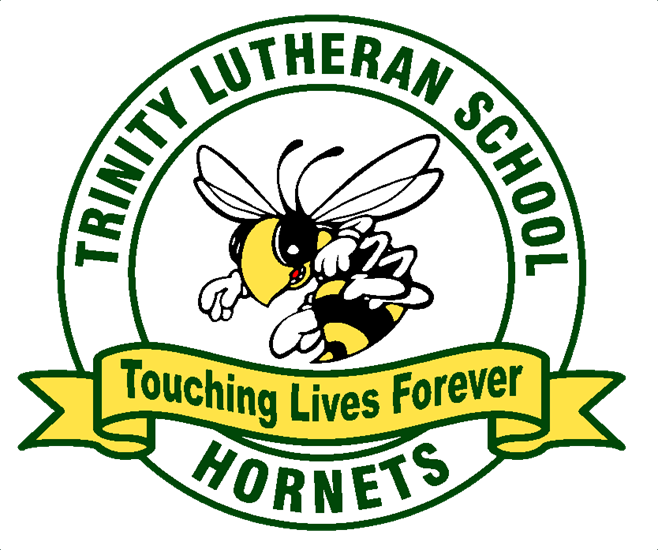 TRINITY LUTHERAN SCHOOL
Touching Lives Forever
HORNETS